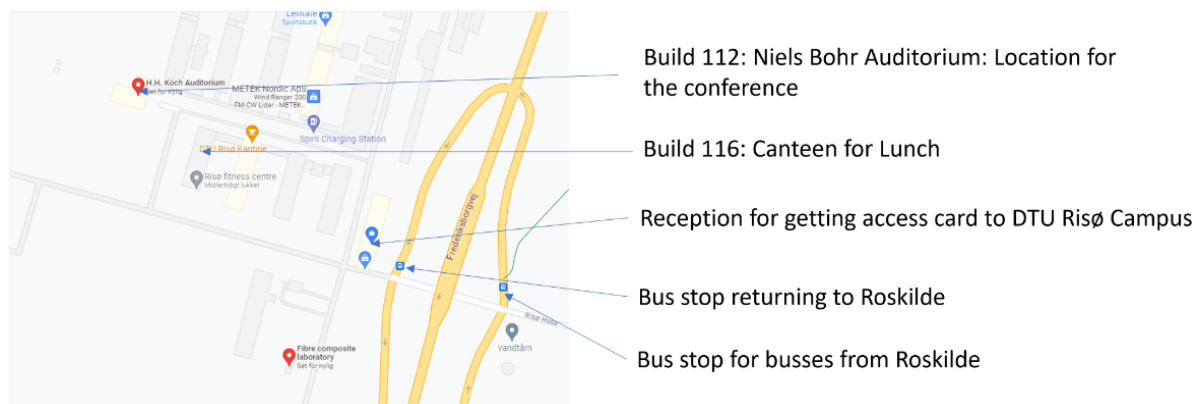 Levitate
Sportsbutik
H.H. Koch Auditorium
Set for nylig
METEK Nordic ApS
Wind Ranger 200
FM-CW Lidar - METEK...
Spirii Charging Station
DTU Risø Kantine
Risø fitness centre
Midlertidigt lukket
Frederiksborgvej
Risø Huse
vandtårn
Fibre composite
laboratory
Set for nylig
Build 112: Niels Bohr Auditorium: Location for
the conference
Build 116: Canteen for Lunch
Reception for getting access card to DTU Risø Campus
Bus stop returning to Roskilde
Bus stop for busses from Roskilde